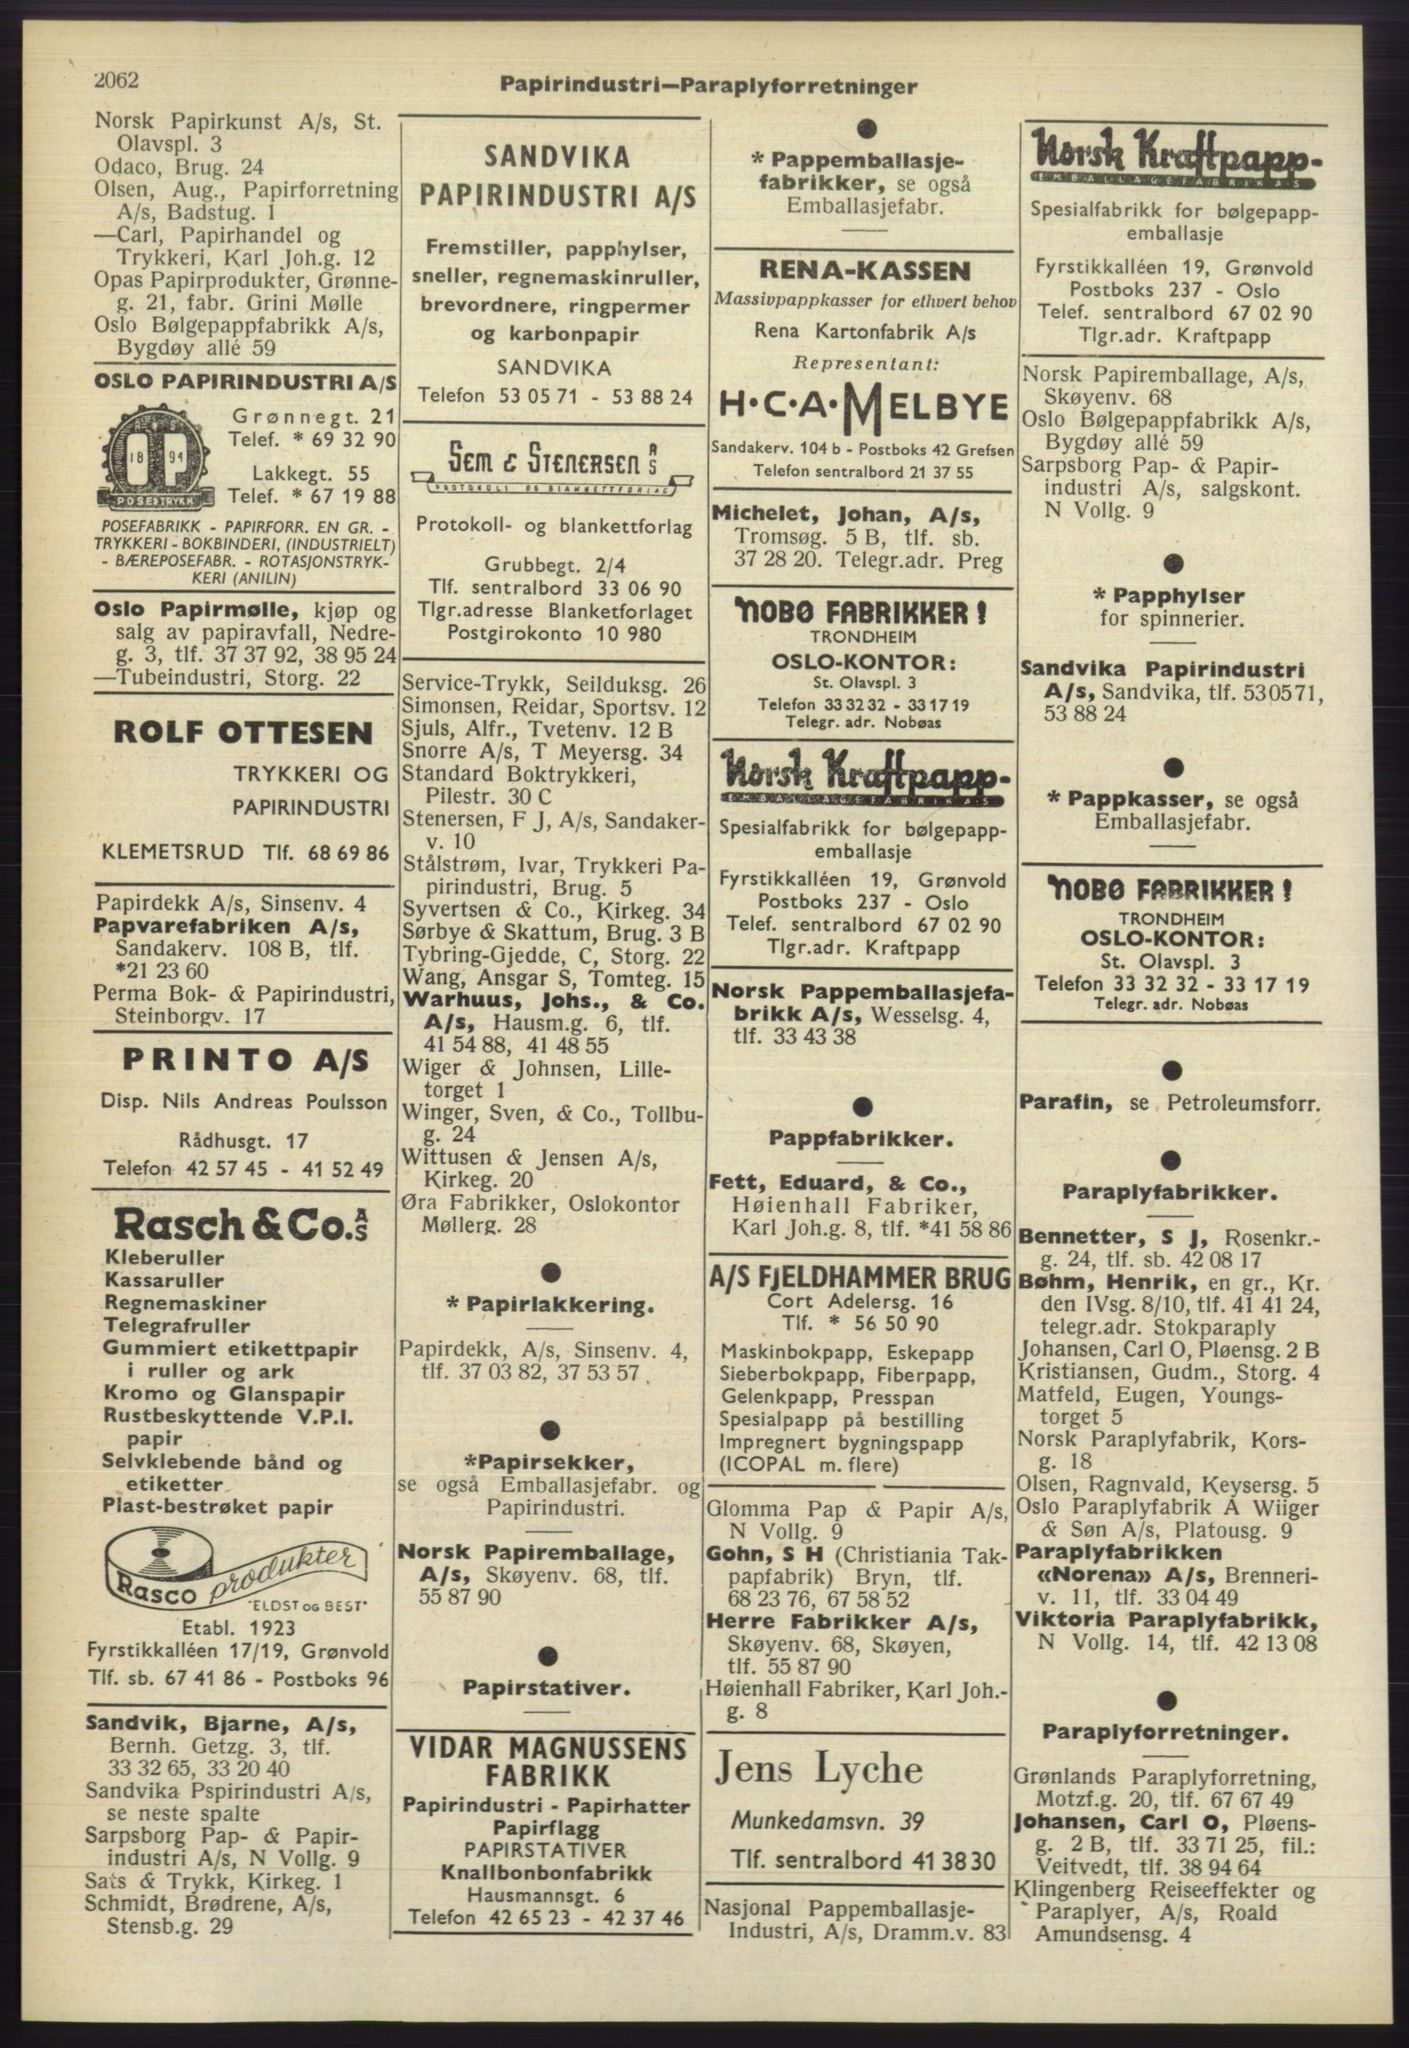 2062
Papirindustri—Paraplyforretninger
Norsk Papirkunst A/s, St.
Olavspl. 3
Odaco, Brug. 24
Olsen, Aug., Papirforretning
A/s, Badstug. 1
—Carl, Papirhandel og
Trykkeri, Karl Joh.g. 12
Opas Papirprodukter, Grønne-
g. 21, fabr. Grini Mølle
Oslo Bølgepappfabrikk A/s,
Bygdøy allé 59
OSLO PAPIRINDUSTRI A/S
Grønnegt. 21
Telef. * 69 32 90
Lakkegt. 55
Telef. * 67 19 88
R S
18 94
POSE&TRYKK
POSEFABRIKK - PAPIRFORR. EN GR. -
TRYKKERI - BOKBINDERI, (INDUSTRIELT)
- BÆREPOSEFABR. - ROTASJONSTRYK-
KERI (ANILIN)
Oslo Papirmølle, kjøp og
salg av papiravfall, Nedre-
g. 3, tlf. 37 37 92, 38 95 24
—Tubeindustri, Storg. 22
ROLF OTTESEN
TRYKKERI OG
PAPIRINDUSTRI
KLEMETSRUD Tlf. 68 69 86
Papirdekk A/s, Sinsenv. 4
Papvarefabriken A/s,
Sandakerv. 108 B, tlf.
*21 23 60
Perma Bok- & Papirindustri,
Steinborgv. 17
PRINTO A/S
Disp. Nils Andreas Poulsson
Rådhusgt. 17
Telefon 42 57 45 - 41 52 49
Rasch & Co. A/S
Kleberuller
Kassaruller
Regnemaskiner
Telegrafruller
Gummiert etikettpapir
i ruller og ark
Kromo og Glanspapir
Rustbeskyttende V.P.I.
papir
Selvklebende bånd og
etiketter
Plast-bestrøket papir
Rasco produkter
"ELDST OG BEST"
Etabl. 1923
Fyrstikkalléen 17/19, Grønvold
Tlf. sb. 67 41 86 - Postboks 96
Sandvik, Bjarne, A/s,
Bernh. Getzg. 3, tlf.
33 32 65, 33 20 40
Sandvika Pspirindustri A/s,
se neste spalte
Sarpsborg Pap- & Papir-
industri A/s, N Vollg. 9
Sats & Trykk, Kirkeg. 1
Schmidt, Brødrene, A/s,
Stensb.g. 29
SANDVIKA
PAPIRINDUSTRI A/S
Fremstiller, papphylser,
sneller, regnemaskinruller,
brevordnere, ringpermer
og karbonpapir
SANDVIKA
Telefon 53 05 71 - 53 88 24
SEM & STENERSEN A/S
PROTOKOLL OG BLANKETTFORLAG
Protokoll- og blankettforlag
Grubbegt. 2/4
Tlf. sentralbord 33 06 90
Tlgr.adresse Blanketforlaget
Postgirokonto 10 980
Service-Trykk, Seilduksg. 26
Simonsen, Reidar, Sportsv. 12
Sjuls, Alfr., Tvetenv. 12 B
Snorre A/s, T Meyersg. 34
Standard Boktrykkeri,
Pilestr. 30 C
Stenersen, F J, A/s, Sandaker-
v. 10
Stålstrøm, Ivar, Trykkeri Pa-
pirindustri, Brug. 5
Syvertsen & Co., Kirkeg. 34
Sørbye & Skattum, Brug. 3 B
Tybring-Gjedde, C, Storg. 22
Wang, Ansgar S, Tomteg. 15
Warhuus, Johs., & Co.
A/s, Hausm.g. 6, tlf.
41 54 88, 41 48 55
Wiger & Johnsen, Lille-
torget 1
Winger, Sven, & Co., Tollbu-
g. 24
Wittusen & Jensen A/s,
Kirkeg. 20
Øra Fabrikker, Oslokontor
Møllerg. 28
* Papirlakkering.
Papirdekk, A/s, Sinsenv. 4,
tlf. 37 03 82, 37 53 57
*Papirsekker,
se også Emballasjefabr. og
Papirindustri.
Norsk Papiremballage,
A/s, Skøyenv. 68, tlf.
55 87 90
Papirstativer.
VIDAR MAGNUSSENS
FABRIKK
Papirindustri - Papirhatter
Papirflagg
PAPIRSTATIVER
Knallbonbonfabrikk
Hausmannsgt. 6
Telefon 42 65 23 - 42 37 46
* Pappemballasje-
fabrikker, se også
Emballasjefabr.
RENA-KASSEN
Massivpappkasser for ethvert behov
Rena Kartonfabrik A/s
Representant:
H·C·A·MELBYE
Sandakerv. 104 b - Postboks 42 Grefsen
Telefon sentralbord 21 37 55
Michelet, Johan, A/s,
Tromsøg. 5 B, tlf. sb.
37 28 20. Telegr.adr. Preg
NOBØ FABRIKKER!
TRONDHEIM
OSLO-KONTOR:
St. Olavspl. 3
Telefon 33 32 32 - 33 17 19
Telegr. adr. Nobøas
Norsk Kraftpapp-
EMBALLAGEFABRIK A/S
Spesialfabrikk for bølgepapp-
emballasje
Fyrstikkalléen 19, Grønvold
Postboks 237 - Oslo
Telef. sentralbord 67 02 90
Tlgr.adr. Kraftpapp
Norsk Pappemballasjefa-
brikk A/s, Wesselsg. 4,
tlf. 33 43 38
Pappfabrikker.
Fett, Eduard, & Co.,
Høienhall Fabriker,
Karl Joh.g. 8, tlf. *41 58 86
A/S FJELDHAMMER BRUG
Cort Adelersg. 16
Tlf. * 56 50 90
Maskinbokpapp, Eskepapp
Sieberbokpapp, Fiberpapp,
Gelenkpapp, Presspan
Spesialpapp på bestilling
Impregnert bygningspapp
(ICOPAL m. flere)
Glomma Pap & Papir A/s,
N Vollg. 9
Gohn, S H (Christiania Tak-
papfabrik) Bryn, tlf.
68 23 76, 67 58 52
Herre Fabrikker A/s,
Skøyenv. 68, Skøyen,
tlf. 55 87 90
Høienhall Fabriker, Karl Joh.-
g. 8
Jens Lyche
Munkedamsvn. 39
Tlf. sentralbord 41 38 30
Nasjonal Pappemballasje-
Industri, A/s, Dramm.v. 83
Norsk Kraftpapp-
EMBALLAGEFABRIK A/S
Spesialfabrikk for bølgepapp-
emballasje
Fyrstikkalléen 19, Grønvold
Postboks 237 - Oslo
Telef. sentralbord 67 02 90
Tlgr.adr. Kraftpapp
Norsk Papiremballage, A/s,
Skøyenv. 68
Oslo Bølgepappfabrikk A/s,
Bygdøy allé 59
Sarpsborg Pap- & Papir-
industri A/s, salgskont.
N Vollg. 9
* Papphylser
for spinnerier.
Sandvika Papirindustri
A/s, Sandvika, tlf. 530571,
53 88 24
* Pappkasser, se også
Emballasjefabr.
NOBØ FABRIKKER!
TRONDHEIM
OSLO-KONTOR:
St. Olavspl. 3
Telefon 33 32 32 - 33 17 19
Telegr. adr. Nobøas
Parafin, se Petroleumsforr.
Paraplyfabrikker.
Bennetter, S J, Rosenkr.-
g. 24, tlf. sb. 42 08 17
Bøhm, Henrik, en gr., Kr.
den IVsg. 8/10, tlf. 41 41 24,
telegr.adr. Stokparaply
Johansen, Carl O, Pløensg. 2 B
Kristiansen, Gudm., Storg. 4
Matfeld, Eugen, Youngs-
torget 5
Norsk Paraplyfabrik, Kors-
g. 18
Olsen, Ragnvald, Keysersg. 5
Oslo Paraplyfabrik A Wiiger
& Søn A/s, Platousg. 9
Paraplyfabrikken
«Norena» A/s, Brenneri-
v. 11, tlf. 33 04 49
Viktoria Paraplyfabrikk,
N Vollg. 14, tlf. 42 13 08
Paraplyforretninger.
Grønlands Paraplyforretning,
Motzf.g. 20, tlf. 67 67 49
Johansen, Carl O, Pløens-
g. 2 B, tlf. 33 71 25, fil.:
Veitvedt, tlf. 38 94 64
Klingenberg Reiseeffekter og
Paraplyer, A/s, Roald
Amundsensg. 4